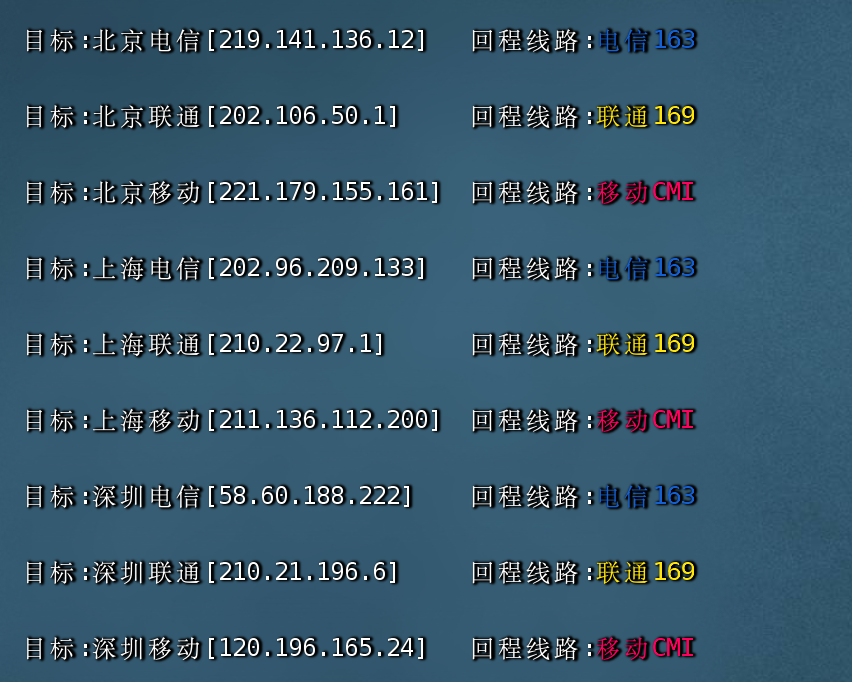 目标:北京电信[219.141.136.12] 回程线路:电信163
目标:北京联通[202.106.50.1] 回程线路:联通169
目标:北京移动[221.179.155.161] 回程线路:移动CMI
目标:上海电信[202.96.209.133] 回程线路:电信163
目标:上海联通[210.22.97.1] 回程线路:联通169
目标:上海移动[211.136.112.200] 回程线路:移动CMI
目标:深圳电信[58.60.188.222] 回程线路:电信163
目标:深圳联通[210.21.196.6] 回程线路:联通169
目标:深圳移动[120.196.165.24] 回程线路:移动CMI